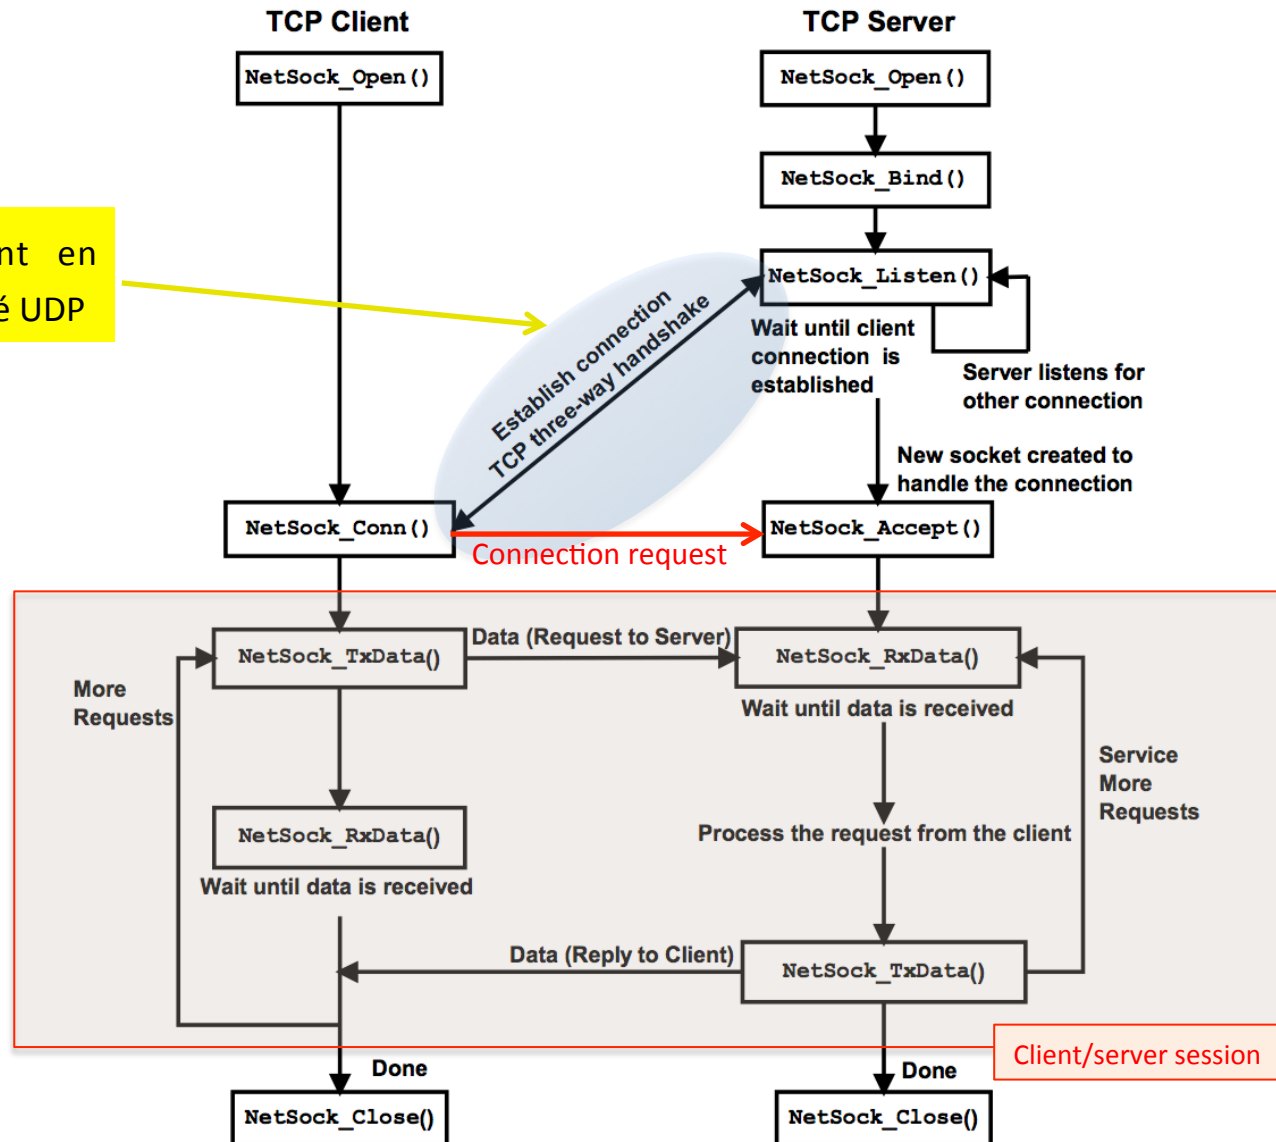 TCP Client
TCP Server
NetSock_Open()
NetSock_Open()
NetSock_Bind()
en
UDP
NetSock_Listen()
Establish connection
TCP three-way handshake
Wait until client
connection is
established
Server listens for
other connection
New socket created to
handle the connection
NetSock_Conn()
NetSock_Accept()
Connection request
NetSock_TxData()
Data (Request to Server)
NetSock_RxData()
More
Requests
Wait until data is received
Service
More
Requests
NetSock_RxData()
Process the request from the client
Wait until data is received
Data (Reply to Client)
NetSock_TxData()
Client/server session
Done
Done
NetSock_Close()
NetSock_Close()